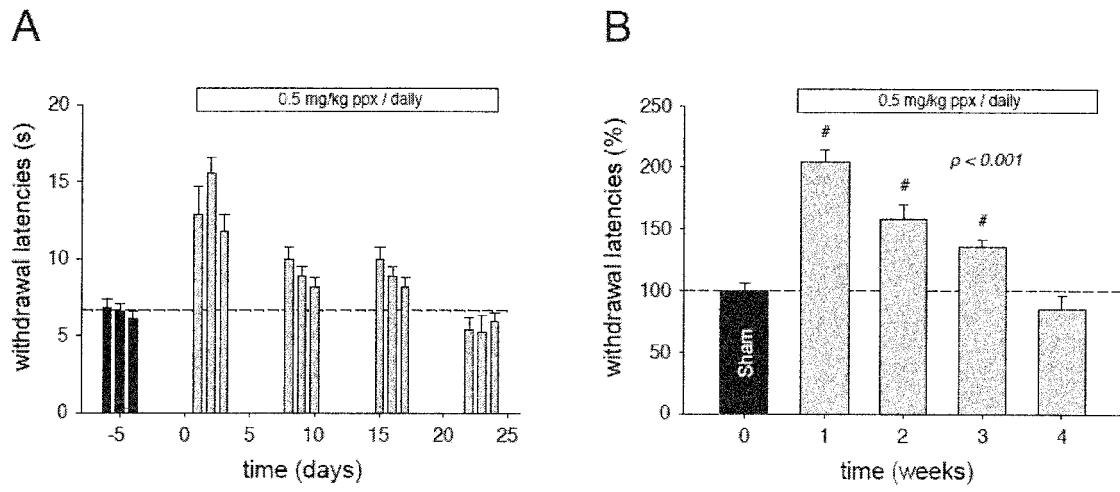 A
0.5 mg/kg ppx / daily
withdrawal latencies (s)
20
15
10
5
0
-5 0 5 10 15 20 25
time (days)
B
0.5 mg/kg ppx / daily
withdrawal latencies (%)
250
200
150
100
50
0
#
#
#
p < 0.001
Sham
0 1 2 3 4
time (weeks)